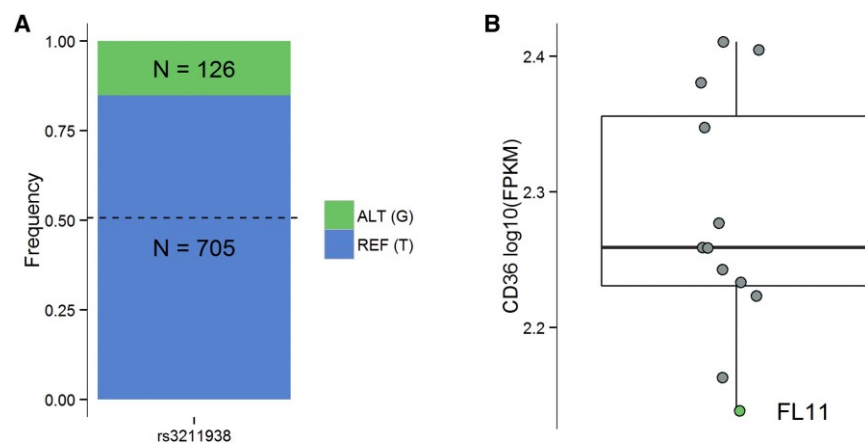 A
Frequency
1.00
0.75
0.50
0.25
0.00
N = 126
N = 705
rs3211938
ALT (G)
REF (T)
B
CD36 log10(FPKM)
2.4
2.3
2.2
FL11